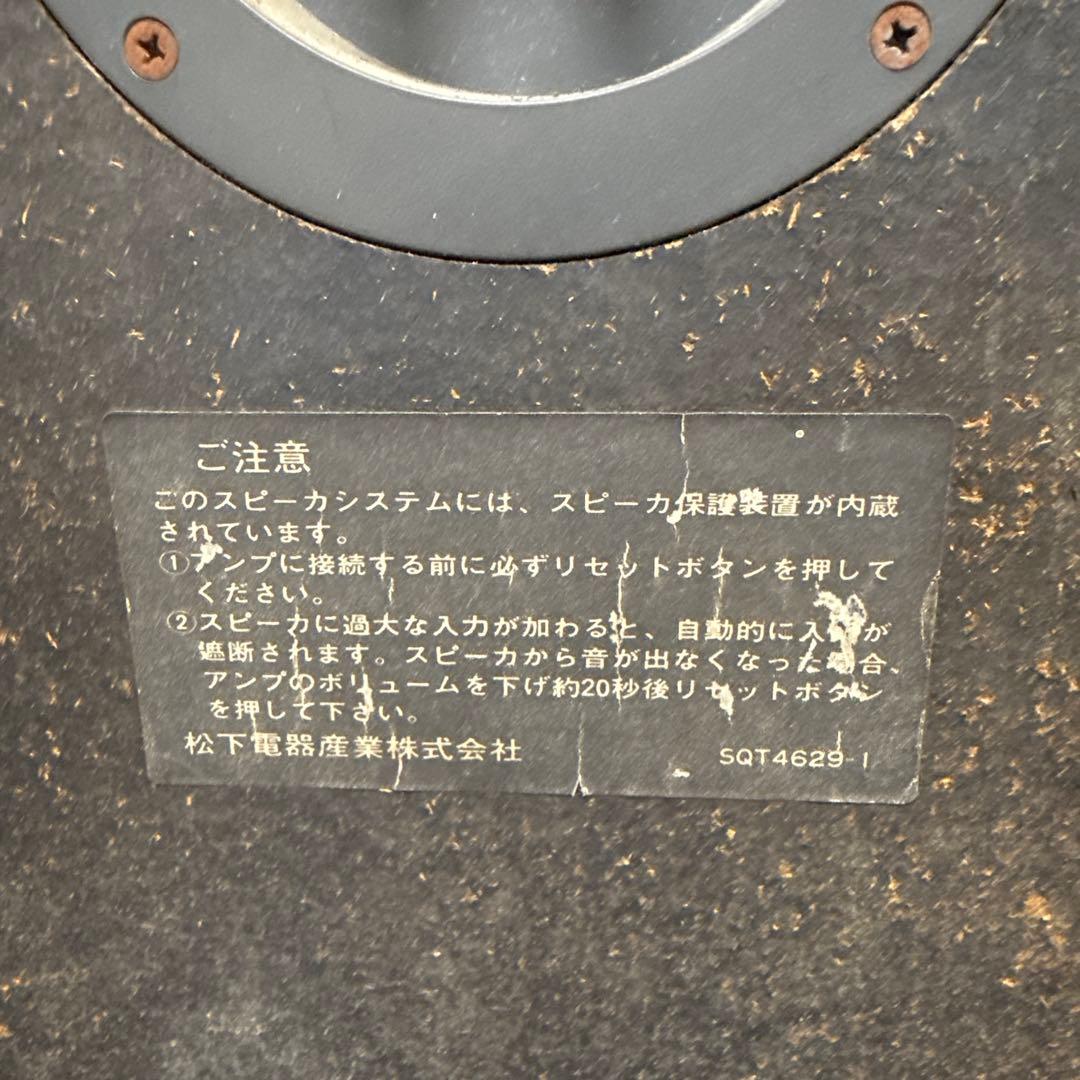 ご注意
このスピーカシステムには、スピーカ保護装置が内蔵
されています。
①アンプに接続する前に必ずリセットボタンを押して
ください。
②スピーカに過大な入力が加わると、自動的に入力が
遮断されます。スピーカから音が出なくなった場合、
アンプのボリュームを下げ約20秒後リセットボタン
を押して下さい。
松下電器産業株式会社 SQT4629-1